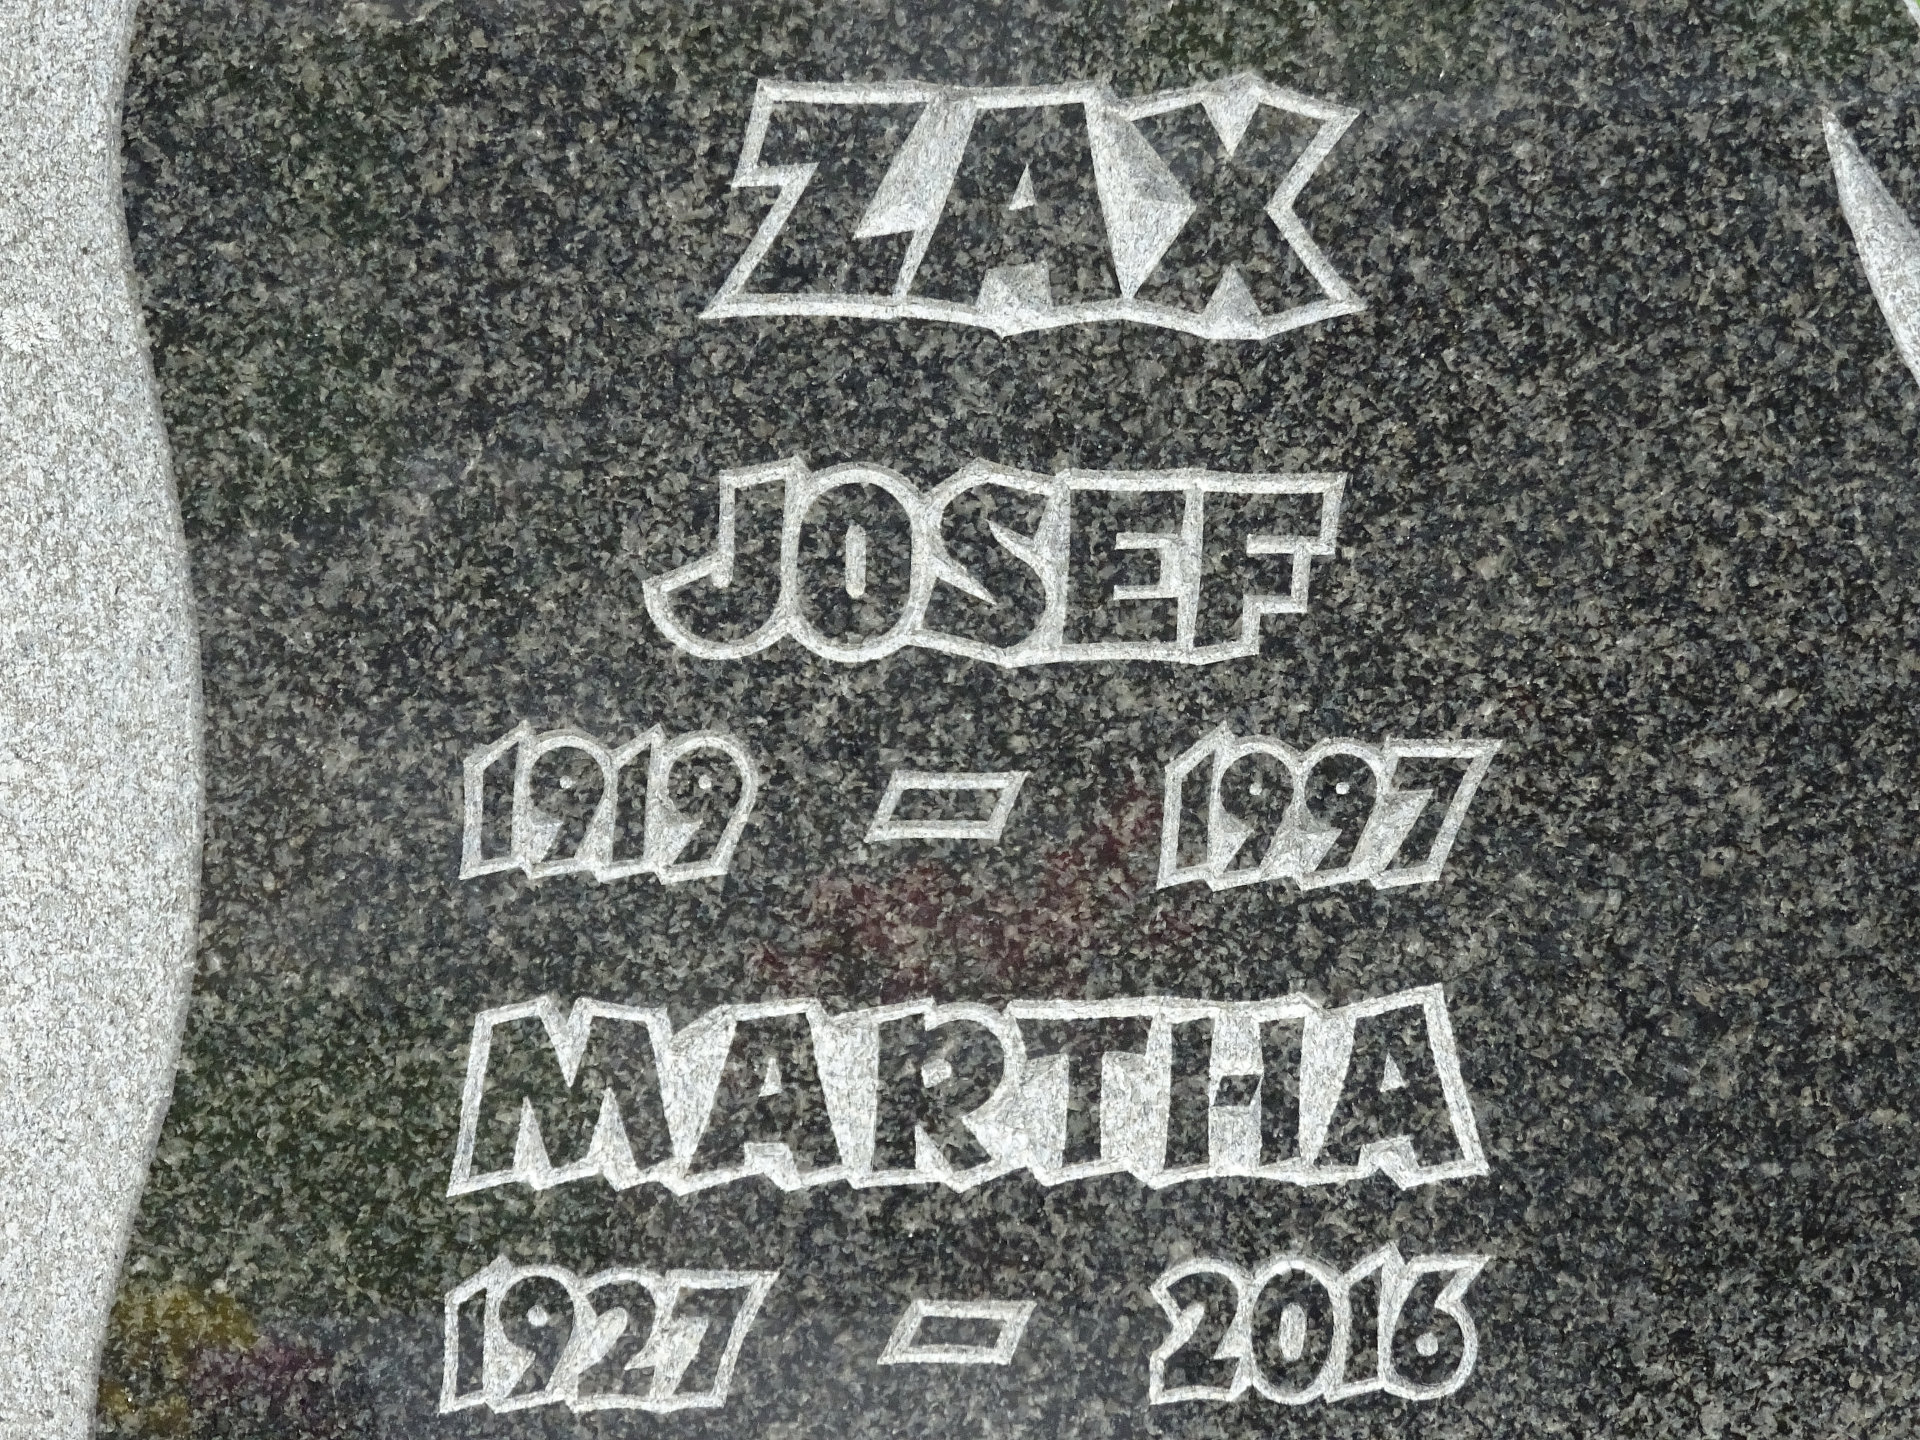 ZAX
JOSEF
1919 - 1997
MARTHA
1927 - 2016